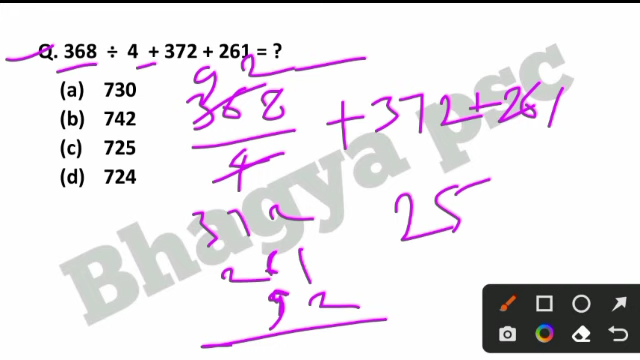 Q. 368 ÷ 4 + 372 + 261 = ?
(a) 730
(b) 742
(c) 725
(d) 724
92
368 + 372 + 261
4
372
261
92
25
Bhagya psc